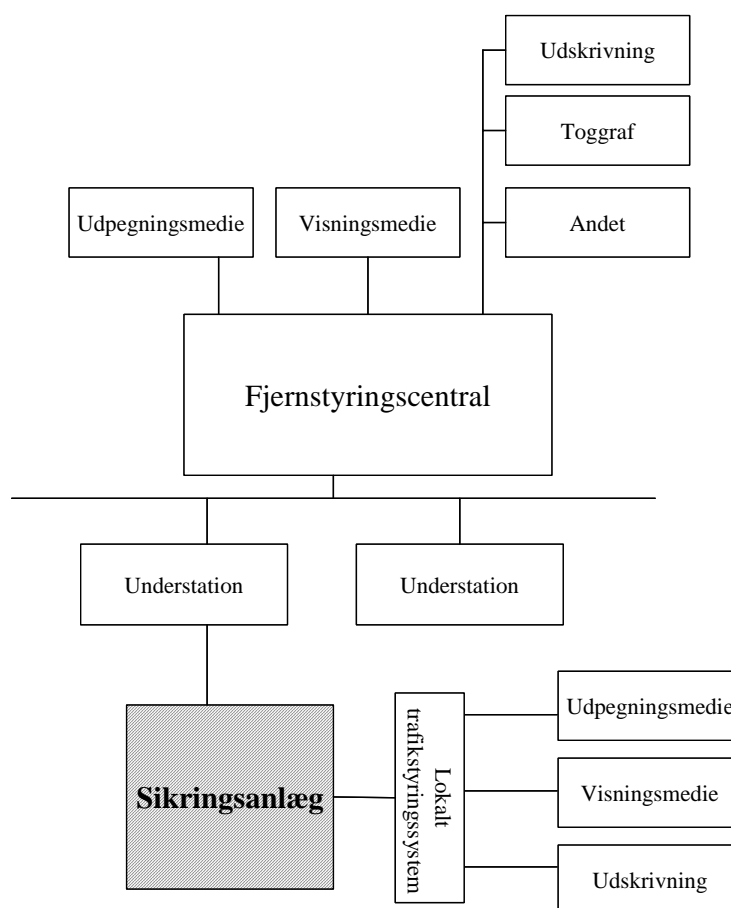 Udskrivning
Toggraf
Andet
Udpegningsmedie
Visningsmedie
Fjernstyringscentral
Understation
Understation
Sikringsanlæg
Lokalt
trafikstyringssystem
Udpegningsmedie
Visningsmedie
Udskrivning